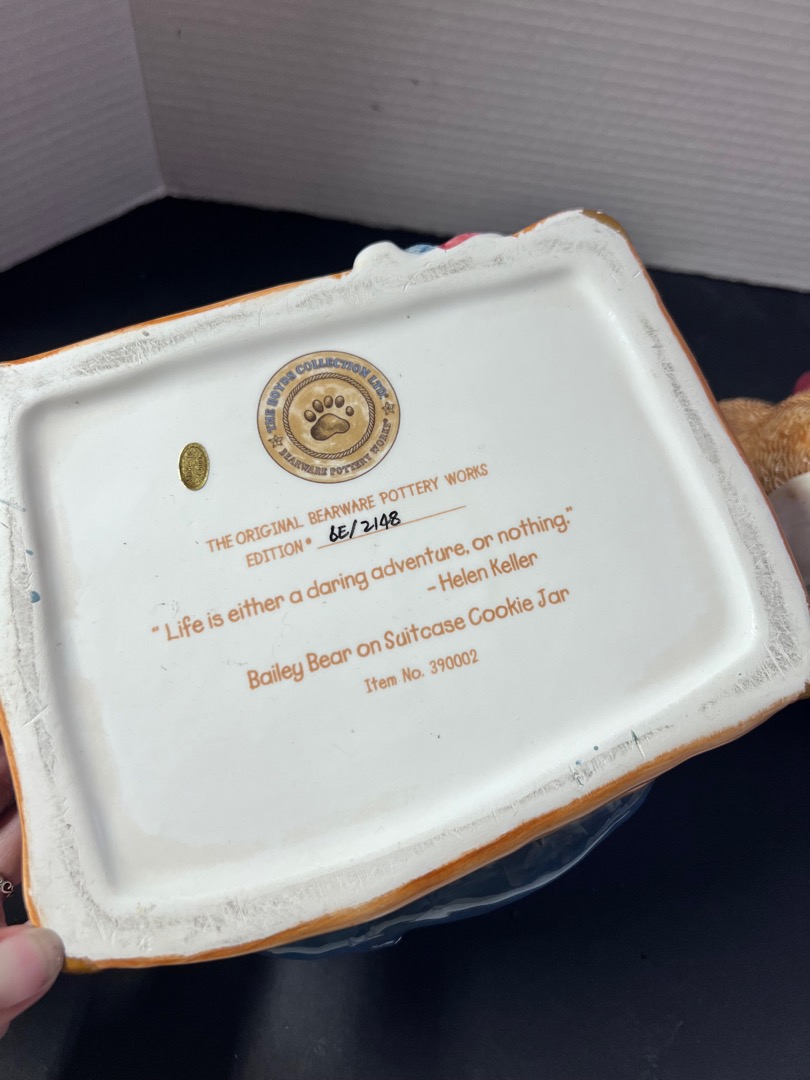 THE BOYDS COLLECTION LTD.®
BEARWARE POTTERY WORKS®
THE ORIGINAL BEARWARE POTTERY WORKS
EDITION® 6E/2148
"Life is either a daring adventure, or nothing."
-Helen Keller
Bailey Bear on Suitcase Cookie Jar
Item No. 390002